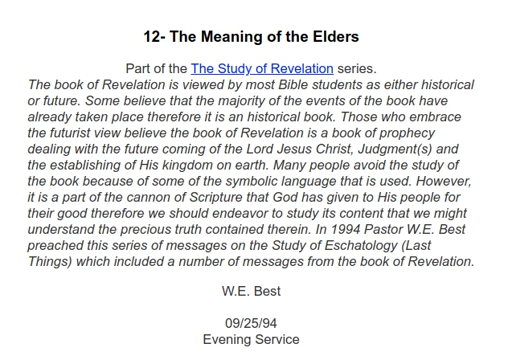 12- The Meaning of the Elders
Part of the The Study of Revelation series.
The book of Revelation is viewed by most Bible students as either historical
or future. Some believe that the majority of the events of the book have
already taken place therefore it is an historical book. Those who embrace
the futurist view believe the book of Revelation is a book of prophecy
dealing with the future coming of the Lord Jesus Christ, Judgment(s) and
the establishing of His kingdom on earth. Many people avoid the study of
the book because of some of the symbolic language that is used. However,
it is a part of the cannon of Scripture that God has given to His people for
their good therefore we should endeavor to study its content that we might
understand the precious truth contained therein. In 1994 Pastor W.E. Best
preached this series of messages on the Study of Eschatology (Last
Things) which included a number of messages from the book of Revelation.
W.E. Best
09/25/94
Evening Service